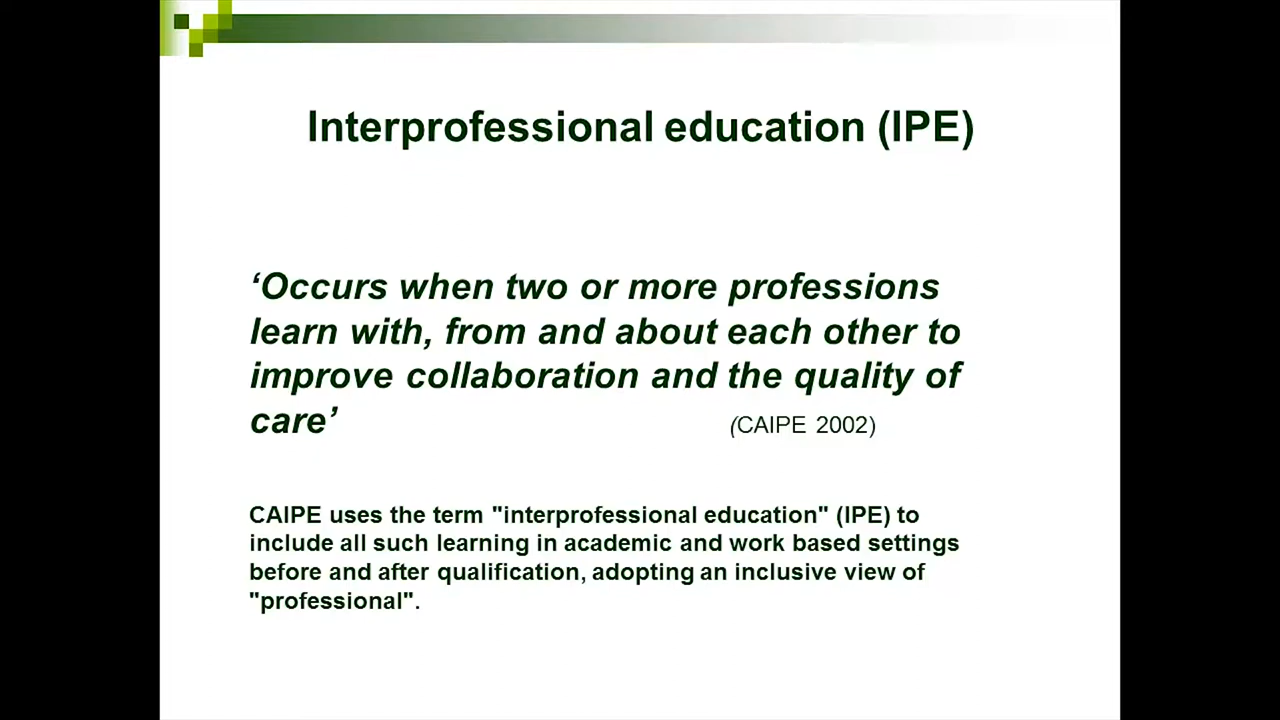 Interprofessional education (IPE)
‘Occurs when two or more professions
learn with, from and about each other to
improve collaboration and the quality of
care’ (CAIPE 2002)
CAIPE uses the term "interprofessional education" (IPE) to
include all such learning in academic and work based settings
before and after qualification, adopting an inclusive view of
"professional".